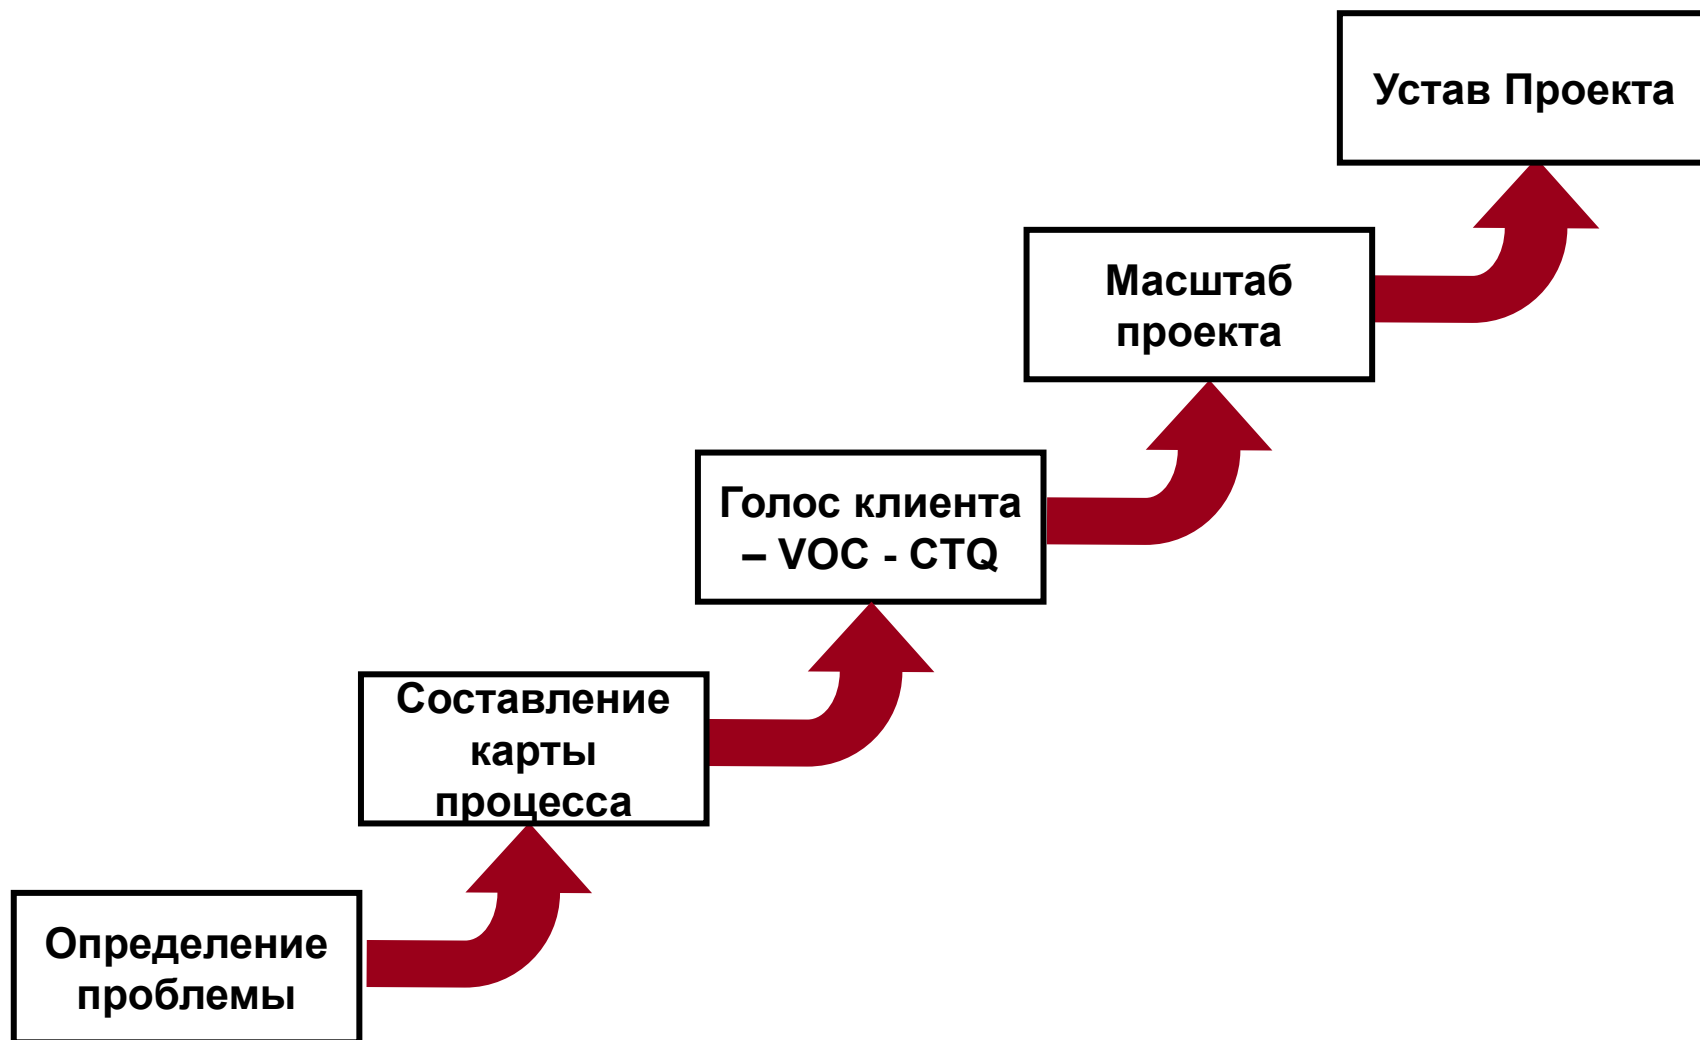 Устав Проекта
Масштаб
проекта
Голос клиента
– VOC - CTQ
Составление
карты
процесса
Определение
проблемы